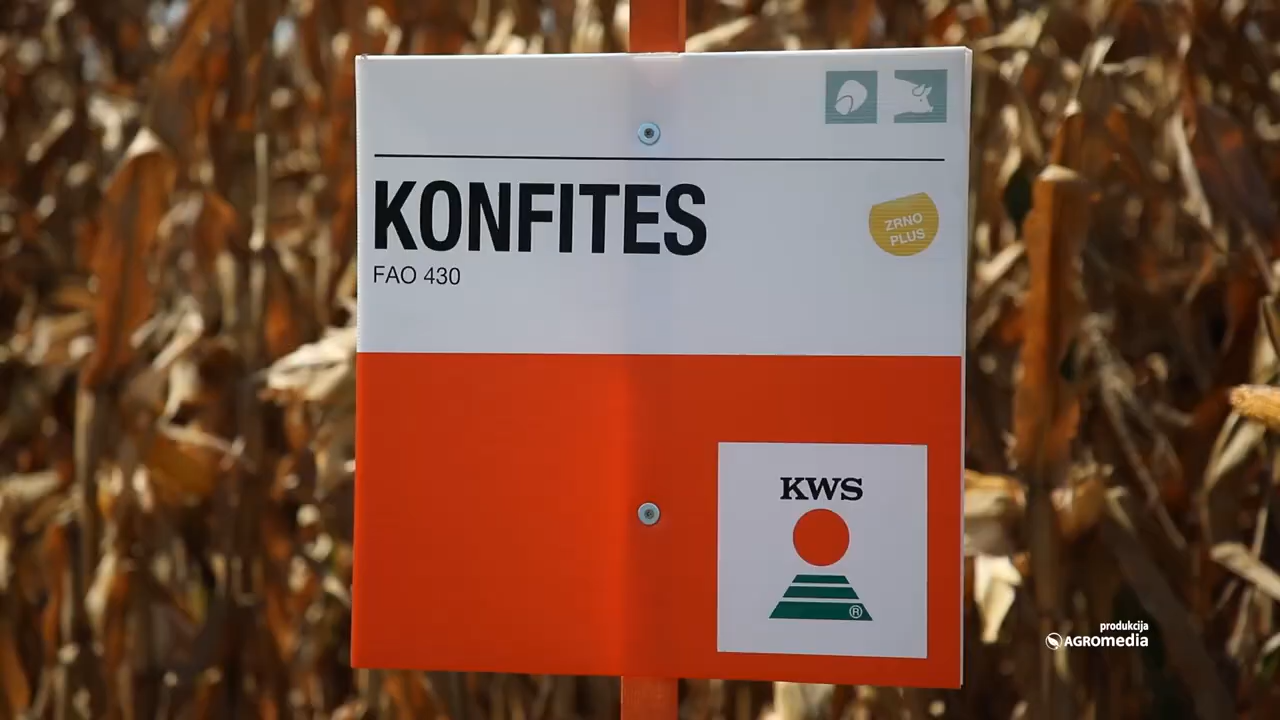 KONFITES
FAO 430
ZRNO
PLUS
KWS
®
produkcija
AGROMEDIA